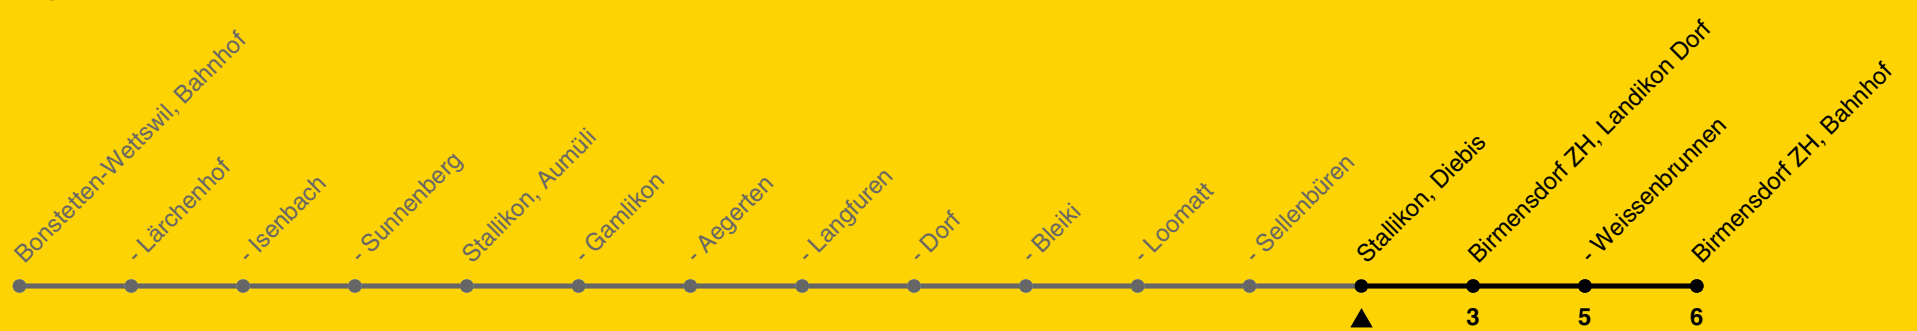 Bonstetten-Wettswil, Bahnhof
- Lärchenhof
- Isenbach
- Sunnenberg
Stallikon, Aumüli
- Gamlikon
- Aegerten
- Langfuren
- Dorf
- Bleiki
- Loomatt
- Sellenbüren
Stallikon, Diebis
Birmensdorf ZH, Landikon Dorf
- Weissenbrunnen
Birmensdorf ZH, Bahnhof
3
5
6